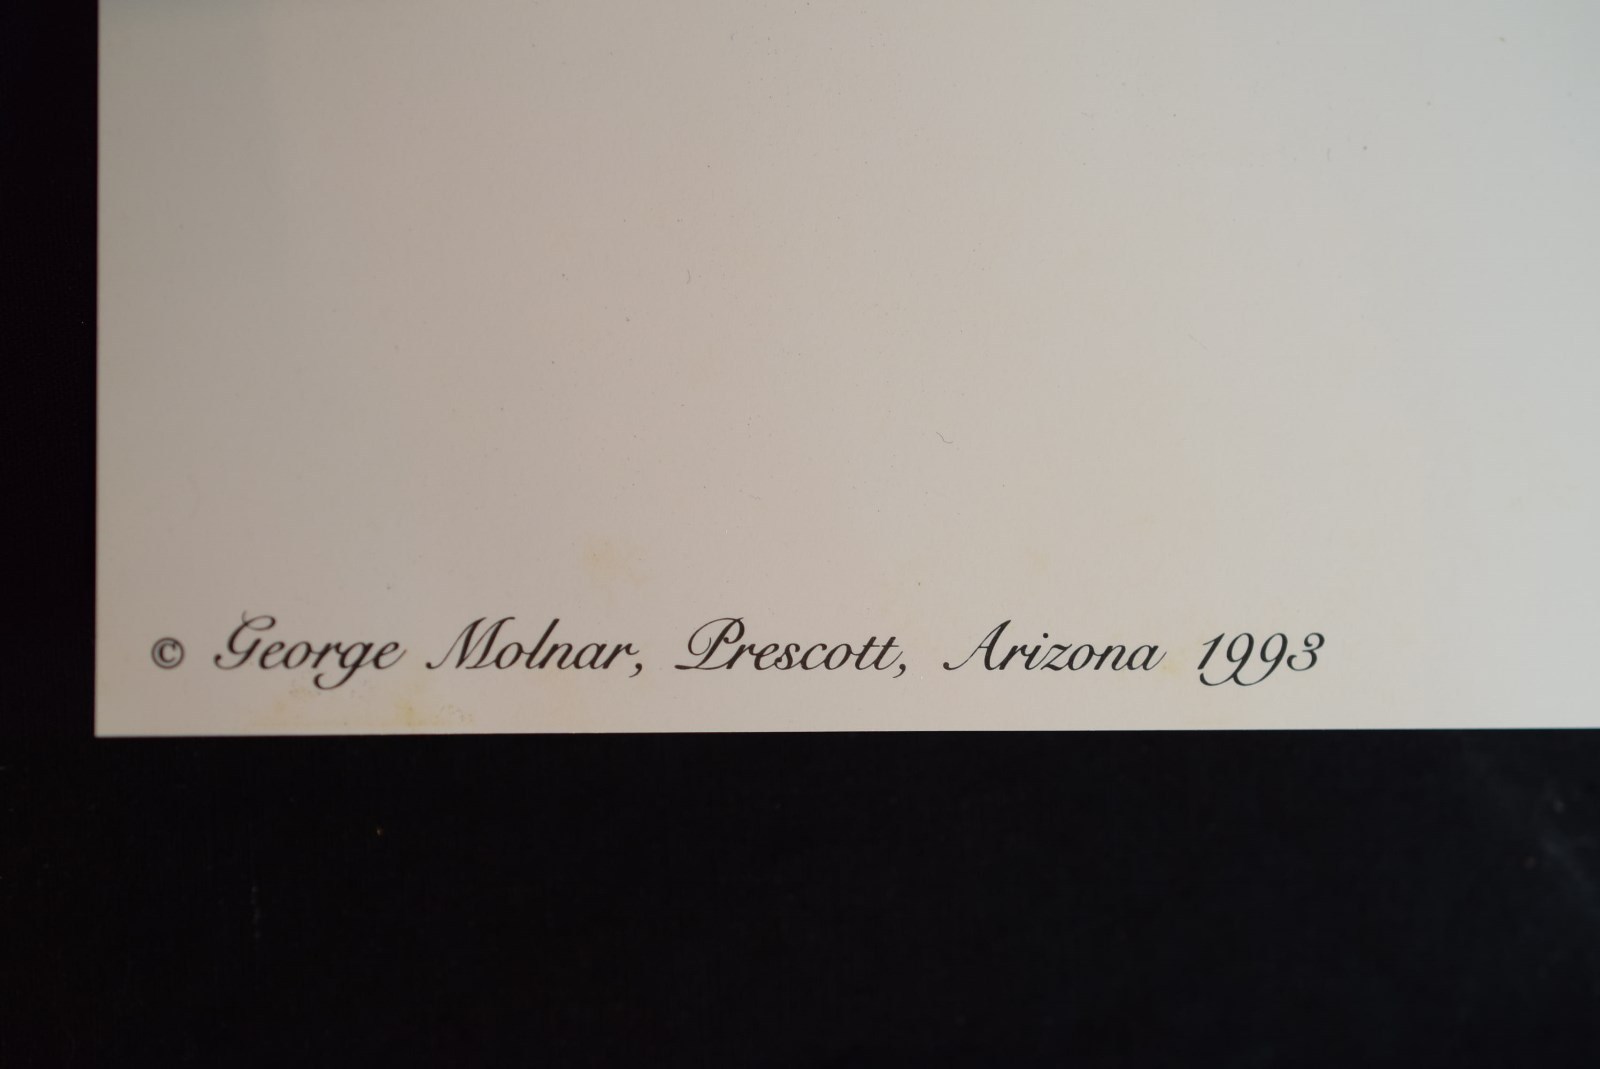 © George Molnar, Prescott, Arizona 1993